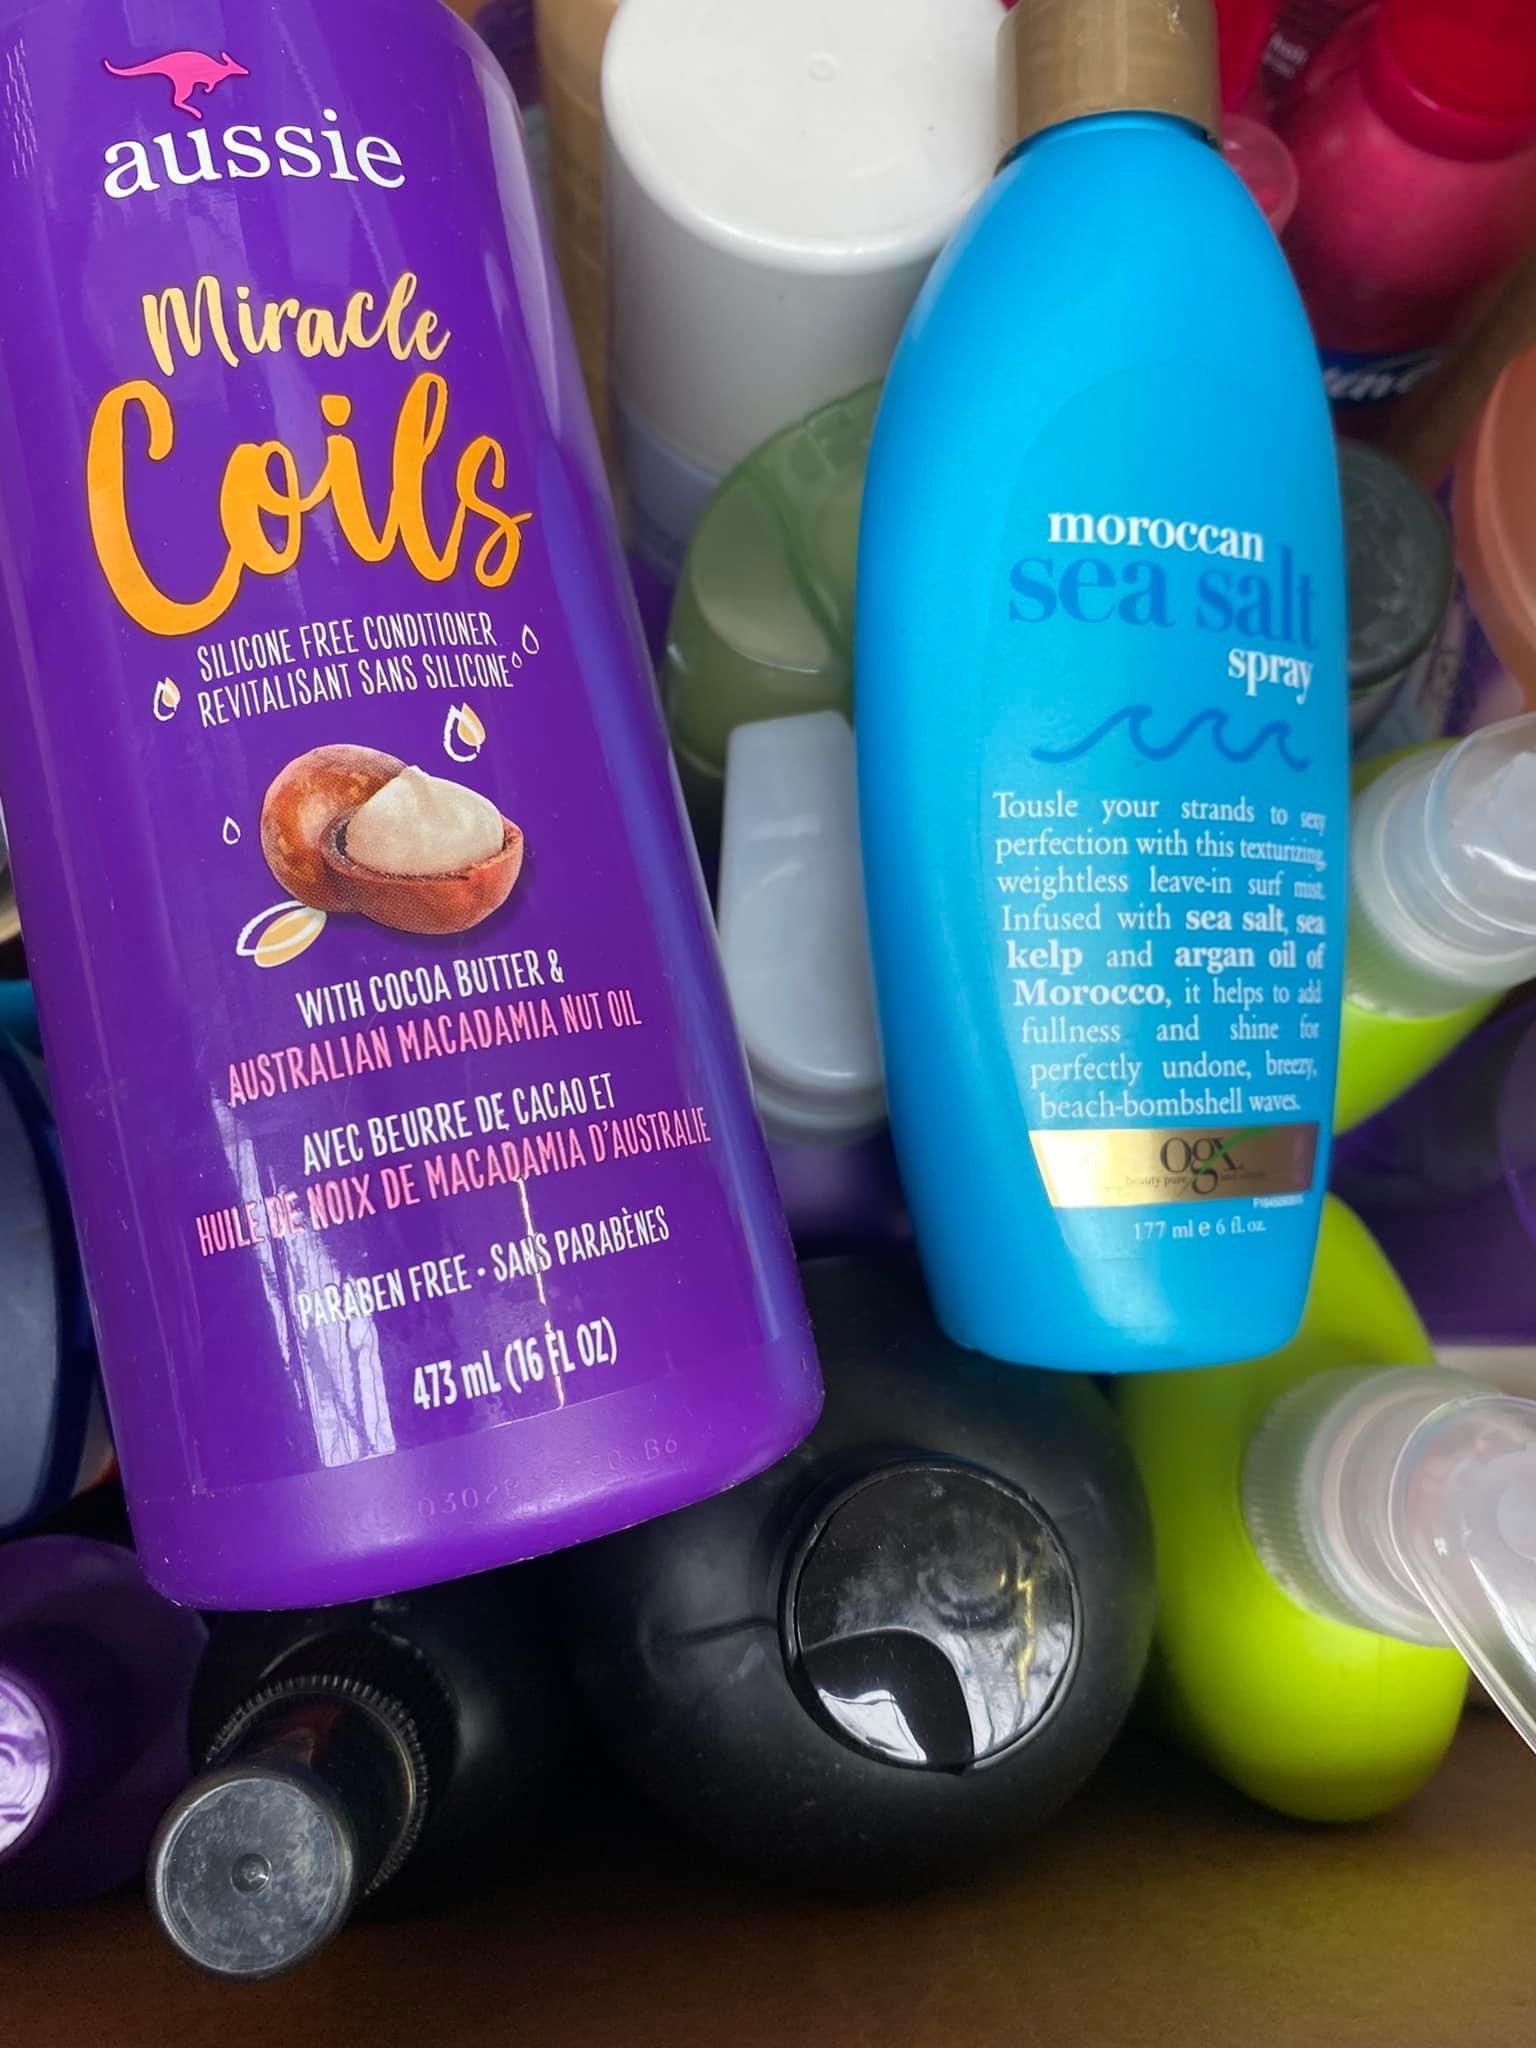 aussie
Miracle
Coils
SILICONE FREE CONDITIONER
REVITALISANT SANS SILICONE
WITH COCOA BUTTER &
AUSTRALIAN MACADAMIA NUT OIL
AVEC BEURRE DE CACAO ET
HUILE DE NOIX DE MACADAMIA D'AUSTRALIE
PARABEN FREE • SANS PARABÈNES
473 mL (16 FL OZ)
moroccan
sea salt
spray
Tousle your strands to sexy
perfection with this texturizing,
weightless leave-in surf mist.
Infused with sea salt, sea
kelp and argan oil of
Morocco, it helps to add
fullness and shine for
perfectly undone, breezy,
beach-bombshell waves.
ogx
beauty pure
177 ml e 6 fl. oz.